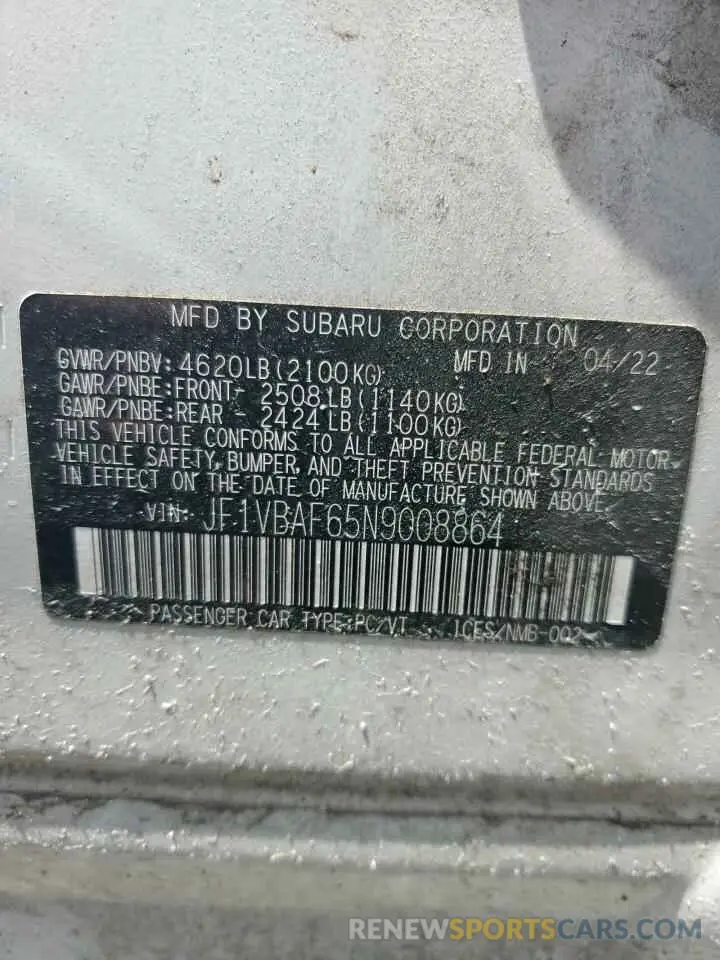 MFD BY SUBARU CORPORATION
GVWR/PNBV: 4620LB (2100KG) MFD IN 04/22
GAWR/PNBE: FRONT- 2508LB (1140KG)
GAWR/PNBE: REAR - 2424LB (1100KG)
THIS VEHICLE CONFORMS TO ALL APPLICABLE FEDERAL MOTOR
VEHICLE SAFETY, BUMPER, AND THEFT PREVENTION STANDARDS
IN EFFECT ON THE DATE OF MANUFACTURE SHOWN ABOVE.
VIN: JF1VBAF65N9008864
PASSENGER CAR TYPE:PC/VT ICES/NMB-002
RENEWSPORTSCARS.COM